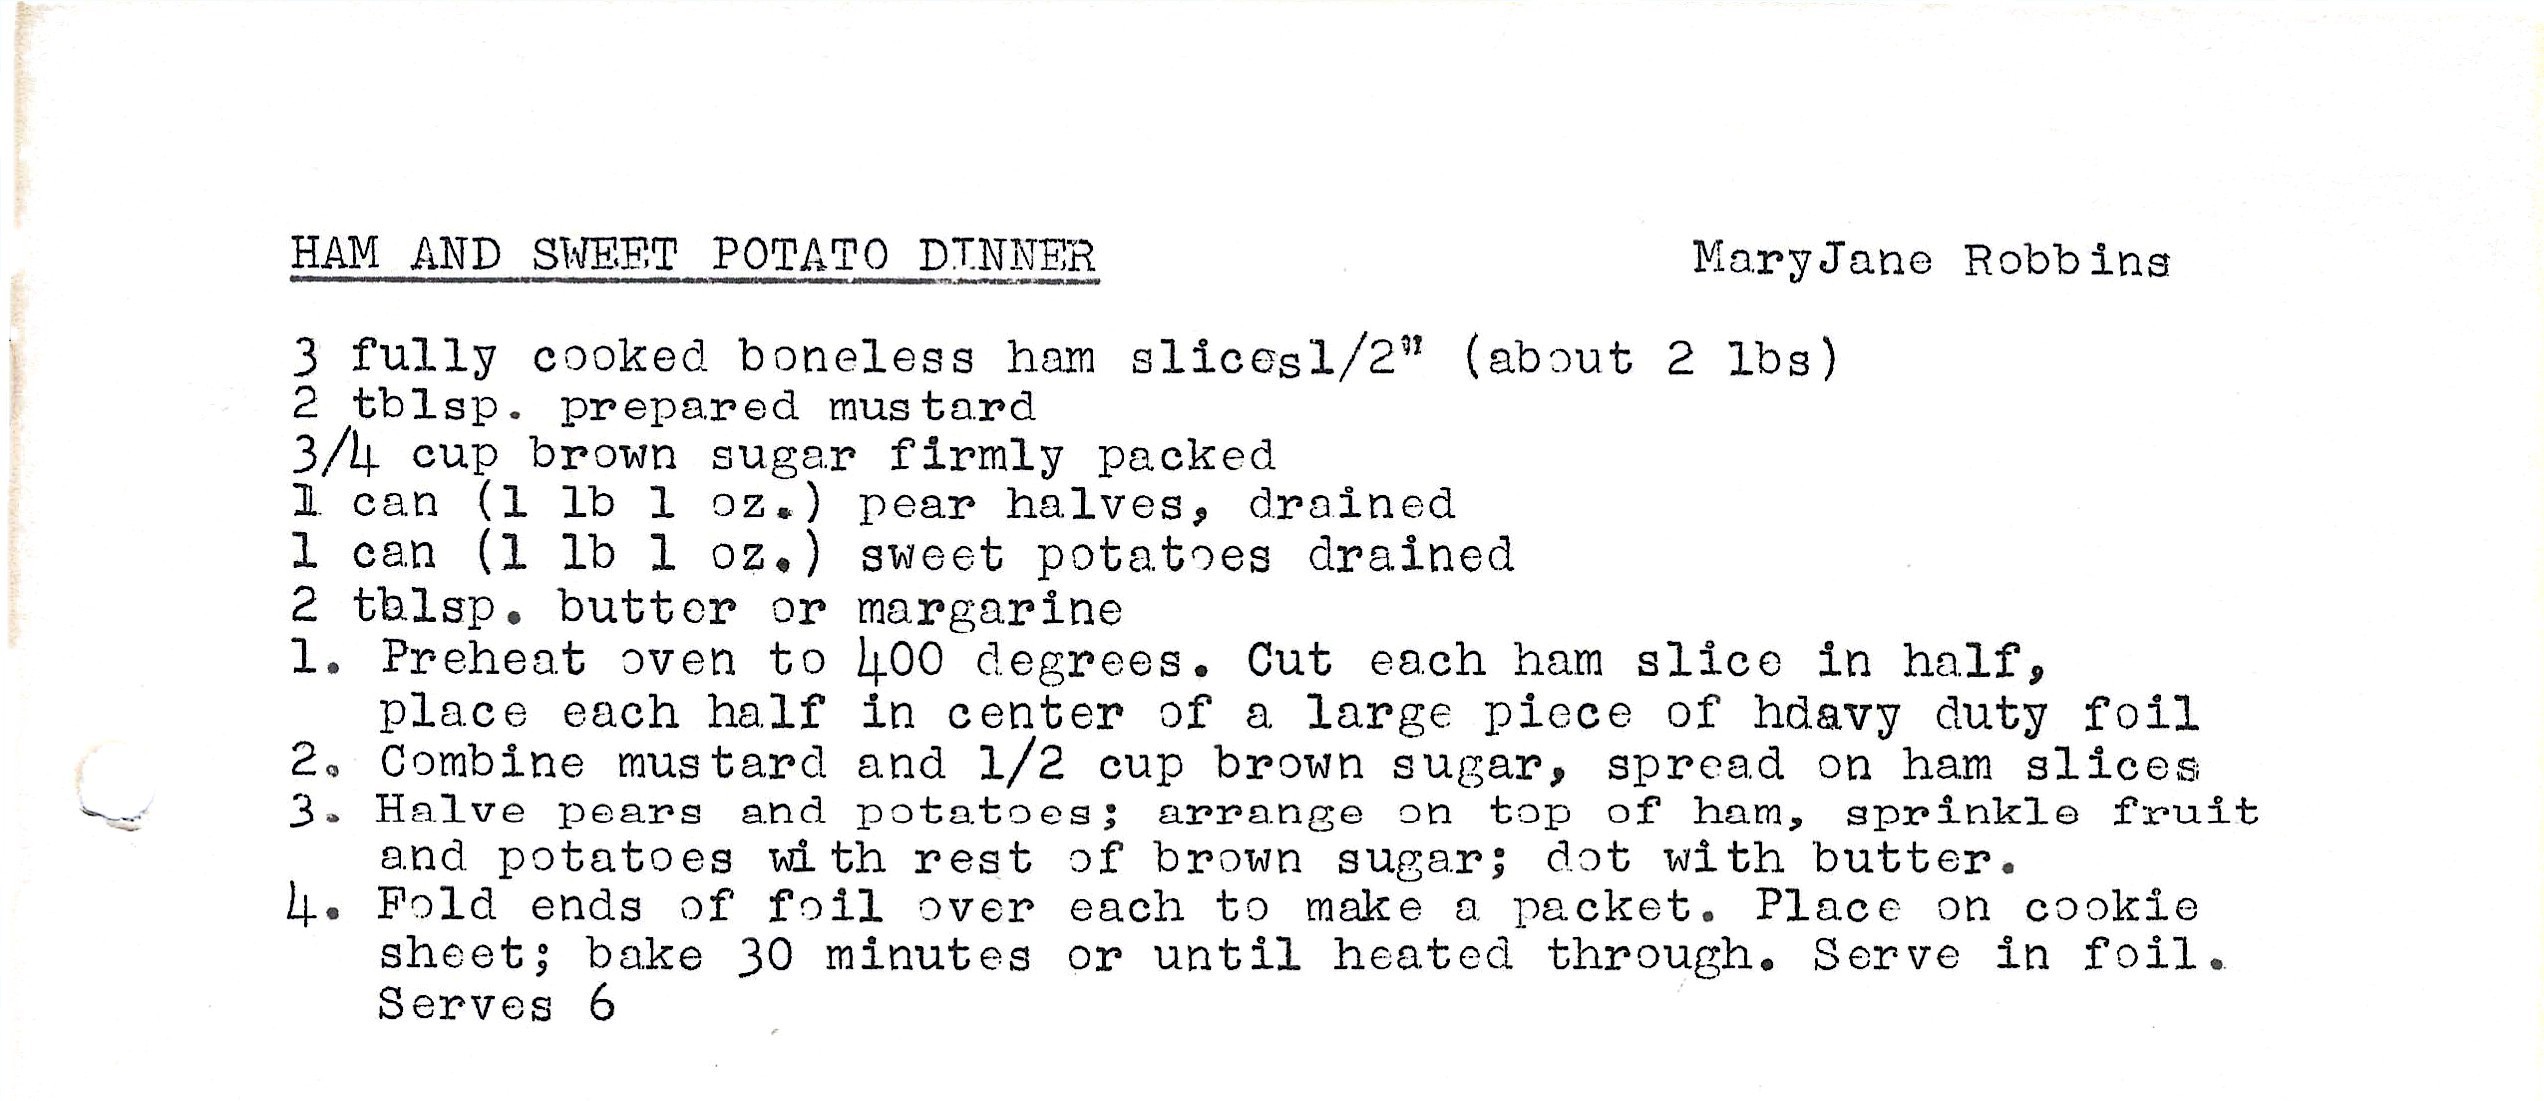 HAM AND SWEET POTATO DINNER MaryJane Robbins
3 fully cooked boneless ham slices1/2" (about 2 lbs)
2 tblsp. prepared mustard
3/4 cup brown sugar firmly packed
1 can (1 lb 1 oz.) pear halves, drained
1 can (1 lb 1 oz.) sweet potatoes drained
2 tblsp. butter or margarine
1. Preheat oven to 400 degrees. Cut each ham slice in half,
place each half in center of a large piece of hdavy duty foil
2. Combine mustard and 1/2 cup brown sugar, spread on ham slices
3. Halve pears and potatoes; arrange on top of ham, sprinkle fruit
and potatoes with rest of brown sugar; dot with butter.
4. Fold ends of foil over each to make a packet. Place on cookie
sheet; bake 30 minutes or until heated through. Serve in foil.
Serves 6